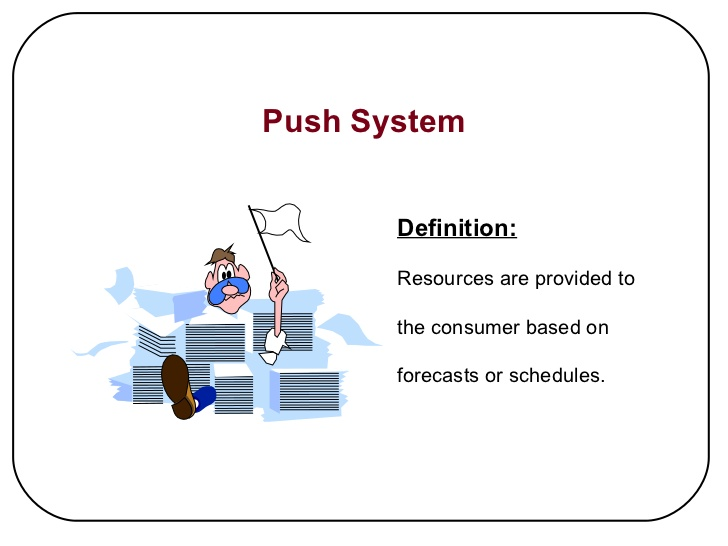 Push System
Definition:
Resources are provided to
the consumer based on
forecasts or schedules.